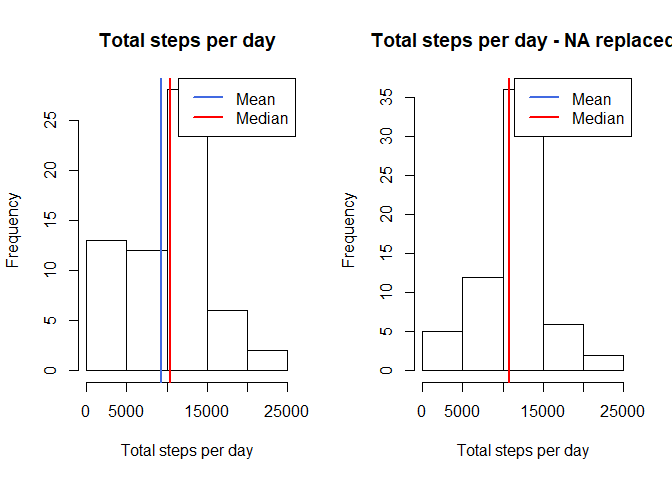 Total steps per day
Mean
Median
Frequency
0
5
10
15
20
25
0
5000
15000
25000
Total steps per day
Total steps per day - NA replaced
Mean
Median
Frequency
0
5
10
15
20
25
30
35
0
5000
15000
25000
Total steps per day